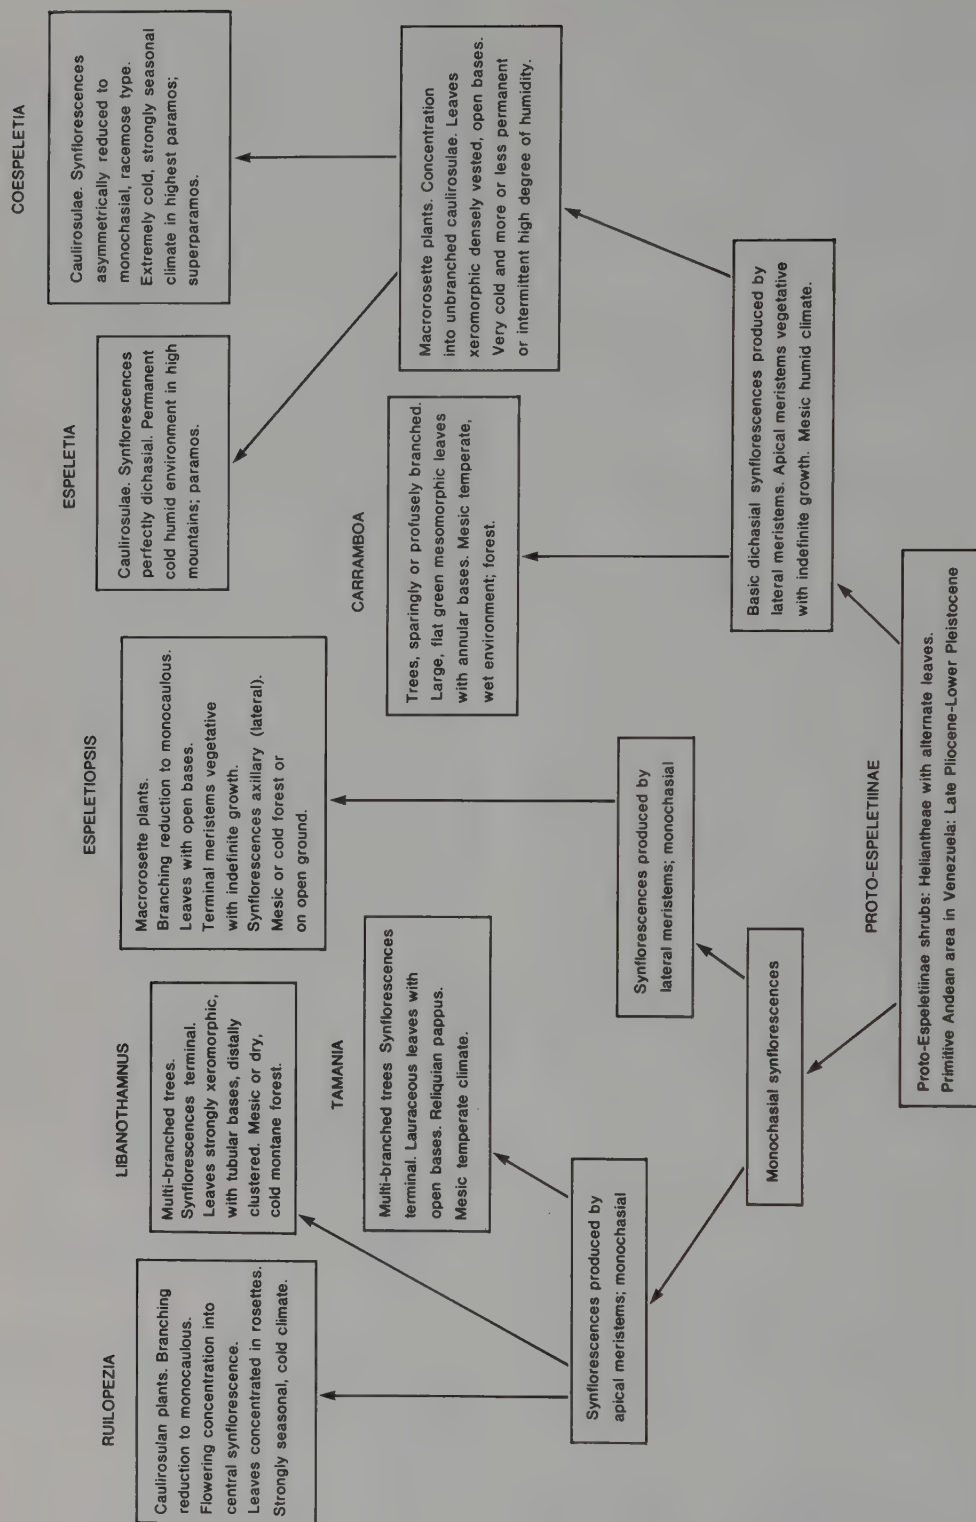 RUILOPEZIA
Caulirosulan plants. Branching
reduction to monocaulous.
Flowering concentration into
central synflorescence.
Leaves concentrated in rosettes.
Strongly seasonal, cold climate.
LIBANOTHAMNUS
Multi-branched trees.
Synflorescences terminal.
Leaves strongly xeromorphic,
with tubular bases, distally
clustered. Mesic or dry,
cold montane forest.
ESPELETIOPSIS
Macrorosette plants.
Branching reduction to monocaulous.
Leaves with open bases.
Terminal meristems vegetative
with indefinite growth.
Synflorescences axillary (lateral).
Mesic or cold forest or
on open ground.
ESPELETIA
Caulirosulae. Synflorescences
perfectly dichasial. Permanent
cold humid environment in high
mountains; paramos.
COESPELETIA
Caulirosulae. Synflorescences
asymmetrically reduced to
monochasial, racemose type.
Extremely cold, strongly seasonal
climate in highest paramos;
superparamos.
TAMANIA
Multi-branched trees Synflorescences
terminal. Lauraceous leaves with
open bases. Reliquian pappus.
Mesic temperate climate.
CARRAMBOA
Trees, sparingly or profusely branched.
Large, flat green mesomorphic leaves
with annular bases. Mesic temperate,
wet environment; forest.
Macrorosette plants. Concentration
into unbranched caulirosulae. Leaves
xeromorphic densely vested, open bases.
Very cold and more or less permanent
or intermittent high degree of humidity.
Synflorescences produced by
apical meristems; monochasial
Synflorescences produced by
lateral meristems; monochasial
Basic dichasial synflorescences produced by
lateral meristems. Apical meristems vegetative
with indefinite growth. Mesic humid climate.
Monochasial synflorescences
PROTO-ESPELETIINAE
Proto-Espeletiinae shrubs: Heliantheae with alternate leaves.
Primitive Andean area in Venezuela: Late Pliocene-Lower Pleistocene